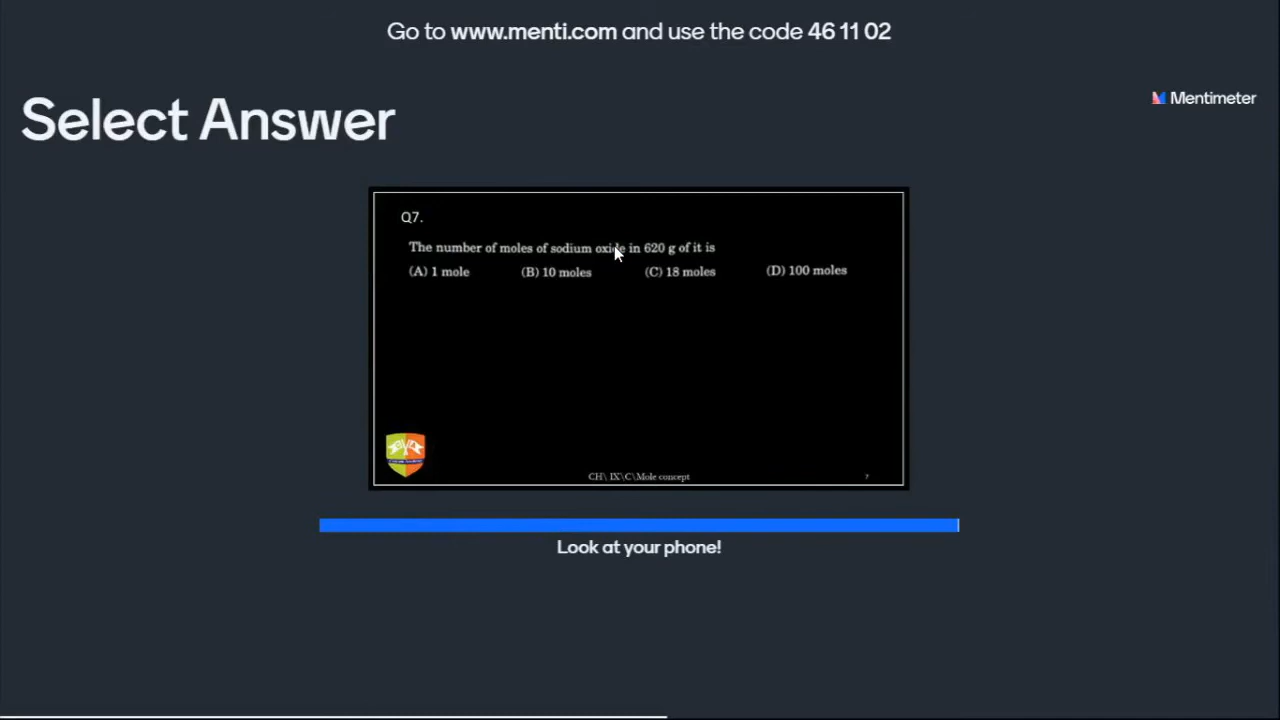 Go to www.menti.com and use the code 46 11 02
Mentimeter
Select Answer
Q7.
The number of moles of sodium oxide in 620 g of it is
(A) 1 mole (B) 10 moles (C) 18 moles (D) 100 moles
CH\ IX\C\Mole concept 7
Look at your phone!